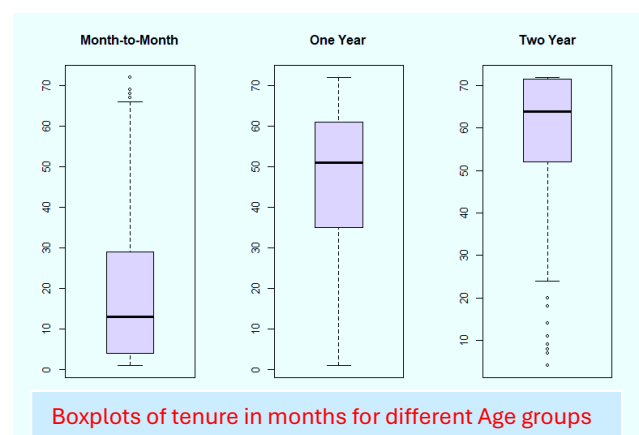 Month-to-Month One Year Two Year
70 70 70
60 60 60
50 50 50
40 40 40
30 30 30
20 20 20
10 10 10
0 0
Boxplots of tenure in months for different Age groups